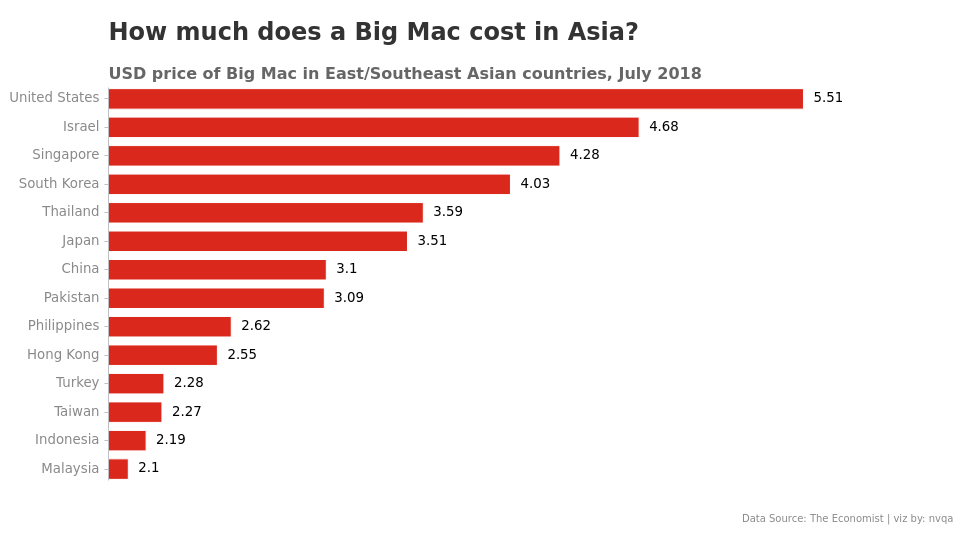 How much does a Big Mac cost in Asia?
USD price of Big Mac in East/Southeast Asian countries, July 2018
United States 5.51
Israel 4.68
Singapore 4.28
South Korea 4.03
Thailand 3.59
Japan 3.51
China 3.1
Pakistan 3.09
Philippines 2.62
Hong Kong 2.55
Turkey 2.28
Taiwan 2.27
Indonesia 2.19
Malaysia 2.1
Data Source: The Economist | viz by: nvqa